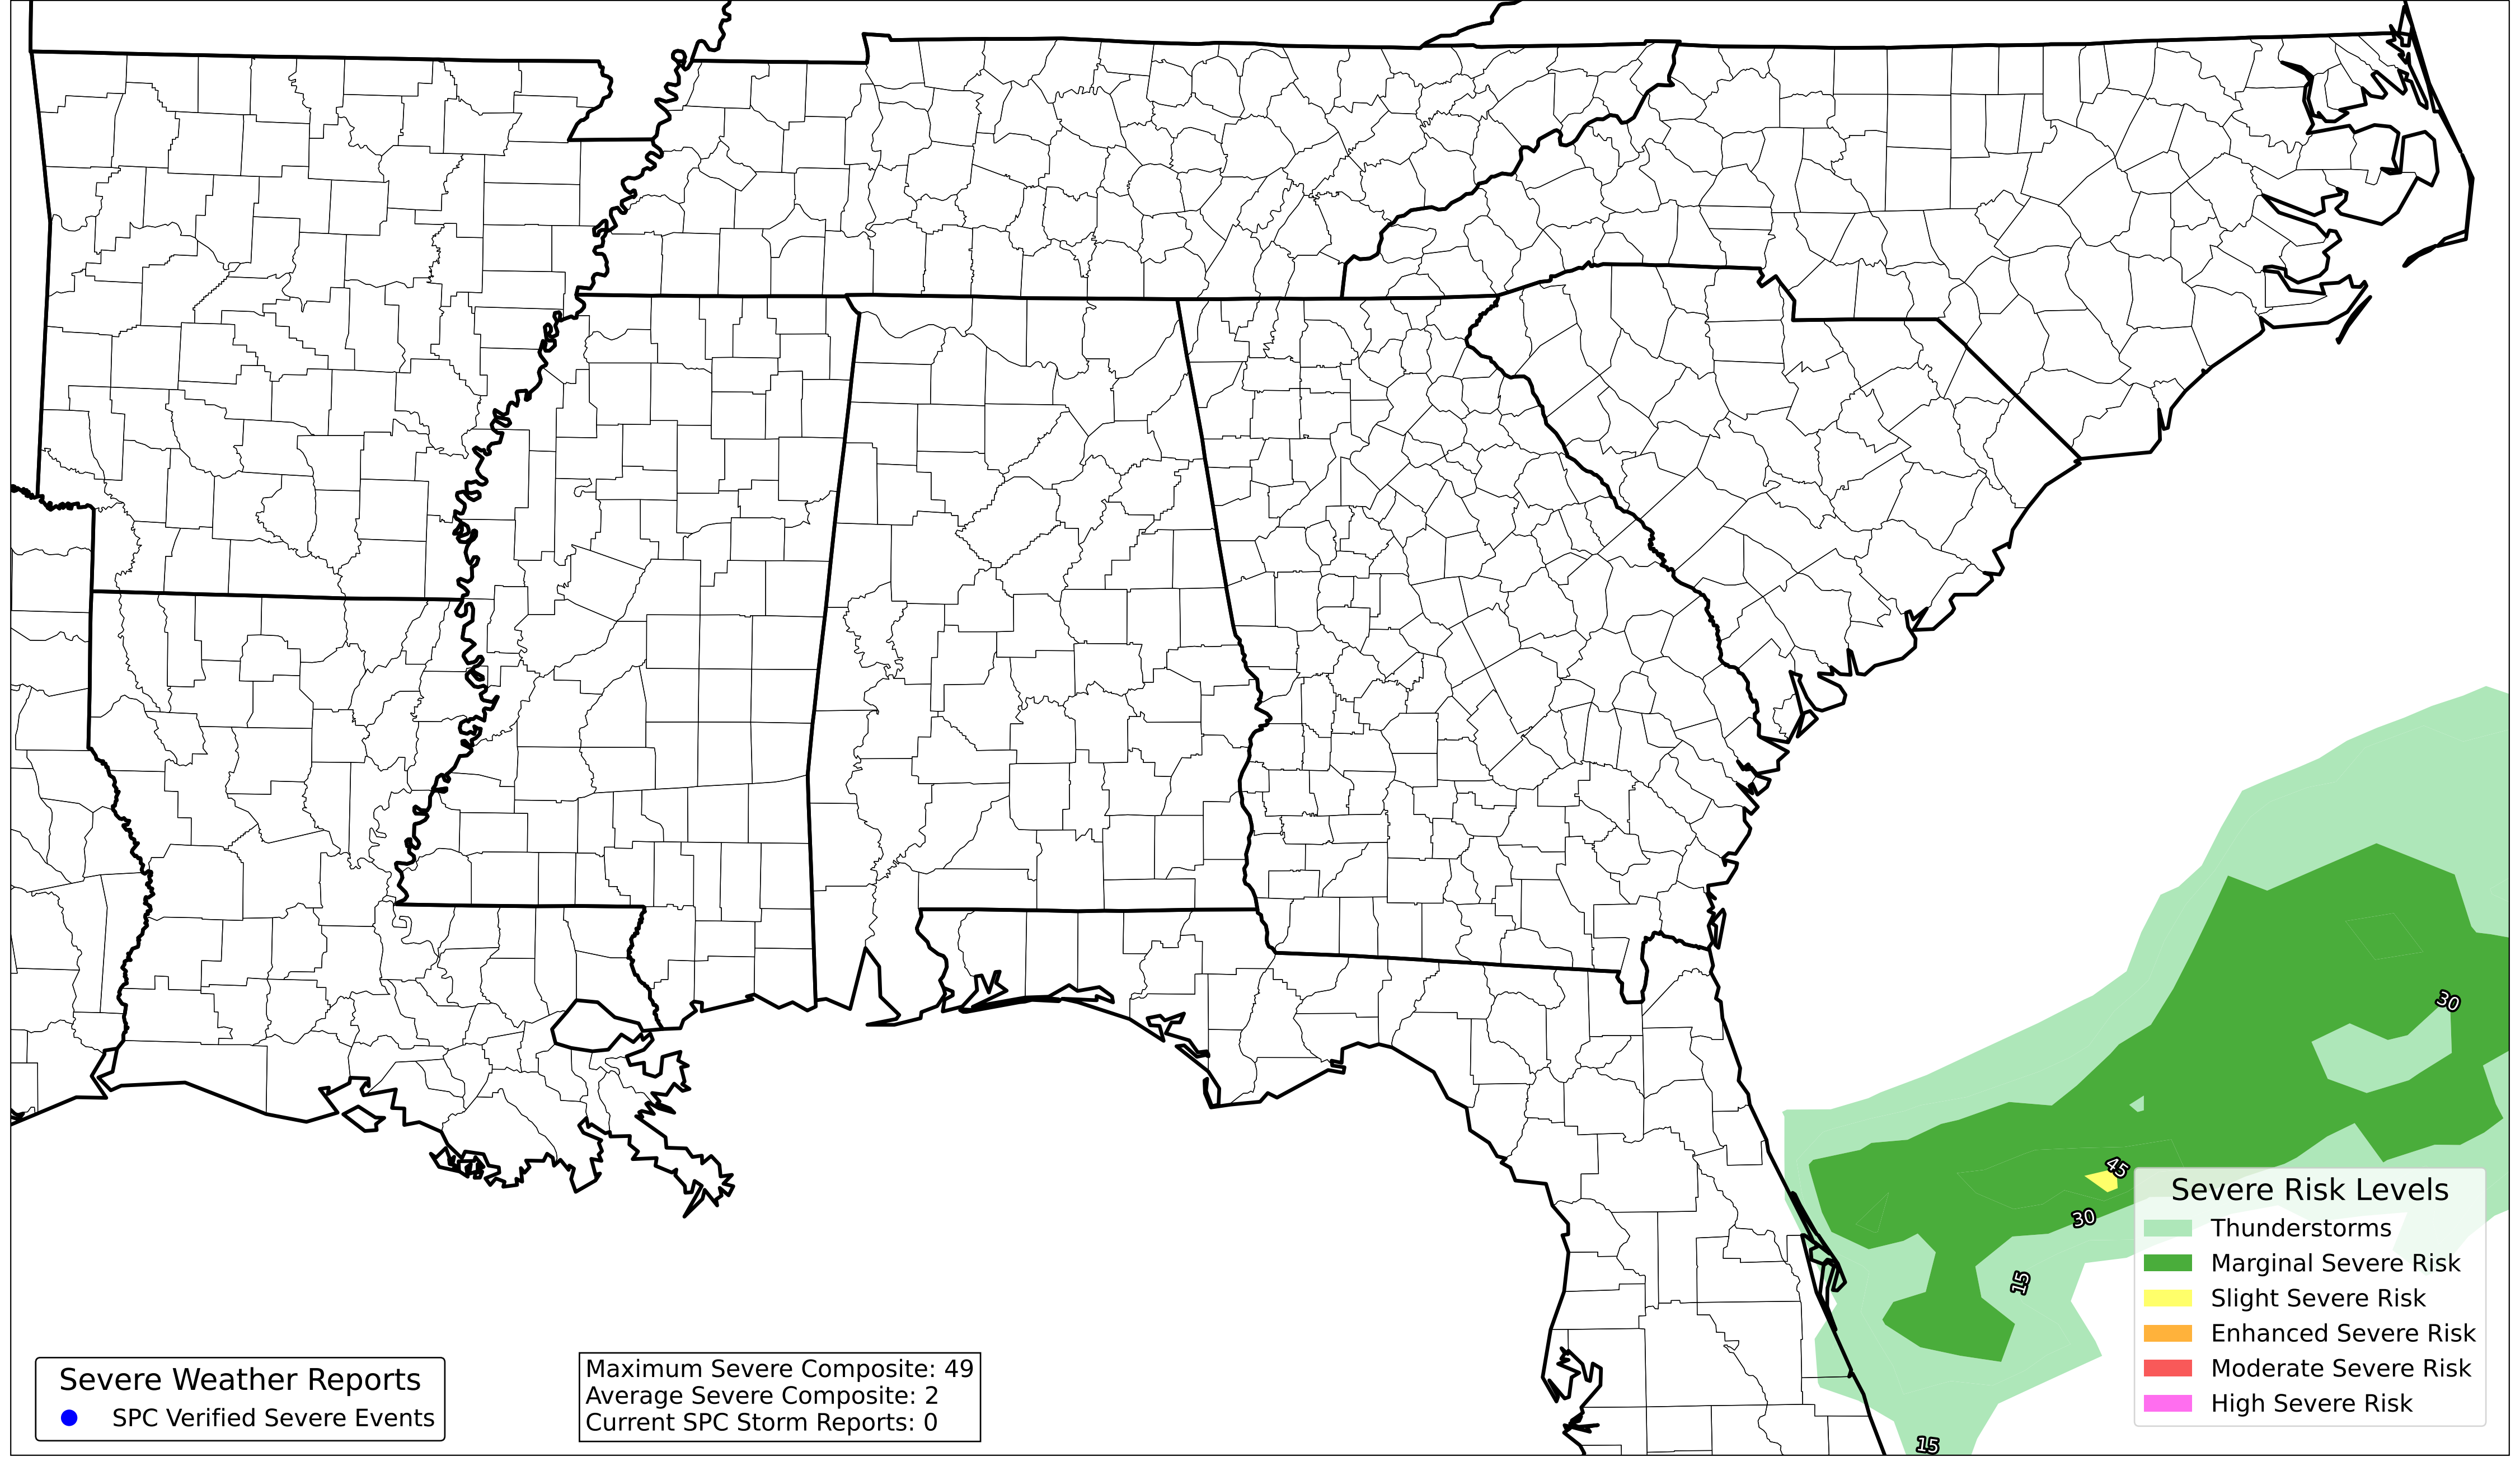 30
45
30
15
15
Severe Risk Levels
Thunderstorms
Marginal Severe Risk
Slight Severe Risk
Enhanced Severe Risk
Moderate Severe Risk
High Severe Risk
Severe Weather Reports
SPC Verified Severe Events
Maximum Severe Composite: 49
Average Severe Composite: 2
Current SPC Storm Reports: 0